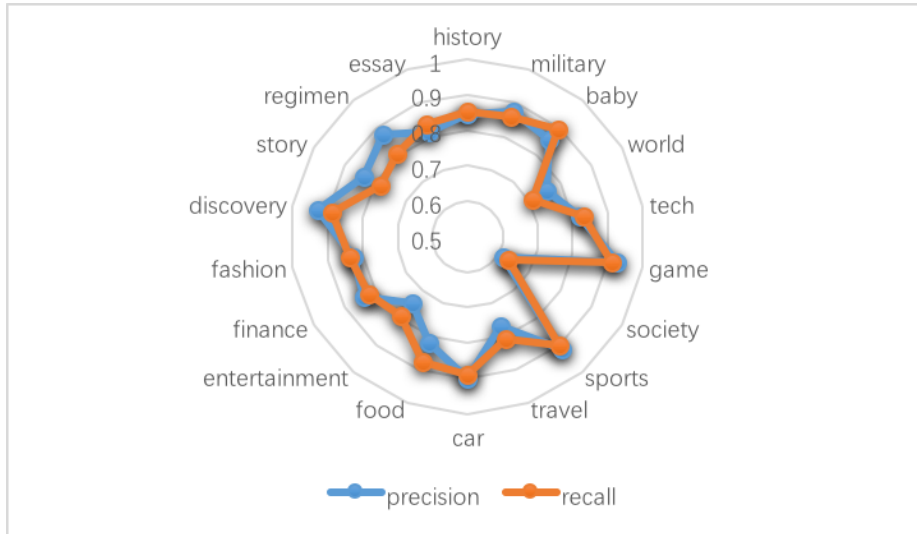 history
essay
1
military
regimen
0.9
baby
story
0.8
world
0.7
discovery
0.6
tech
0.5
fashion
game
finance
society
entertainment
sports
food
travel
car
precision
recall